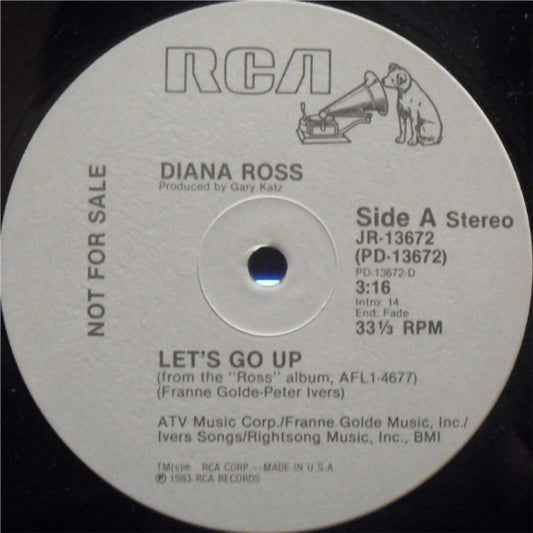 RCA
DIANA ROSS
Produced by Gary Katz
NOT FOR SALE
Side A Stereo
JR-13672
(PD-13672)
PD-13672-D
3:16
Intro: 14
End: Fade
33⅓ RPM
LET'S GO UP
(from the "Ross" album, AFL1-4677)
(Franne Golde-Peter Ivers)
ATV Music Corp./Franne Golde Music, Inc./
Ivers Songs/Rightsong Music, Inc., BMI
TM(s)® RCA CORP.—MADE IN U.S.A.
℗ 1983 RCA RECORDS